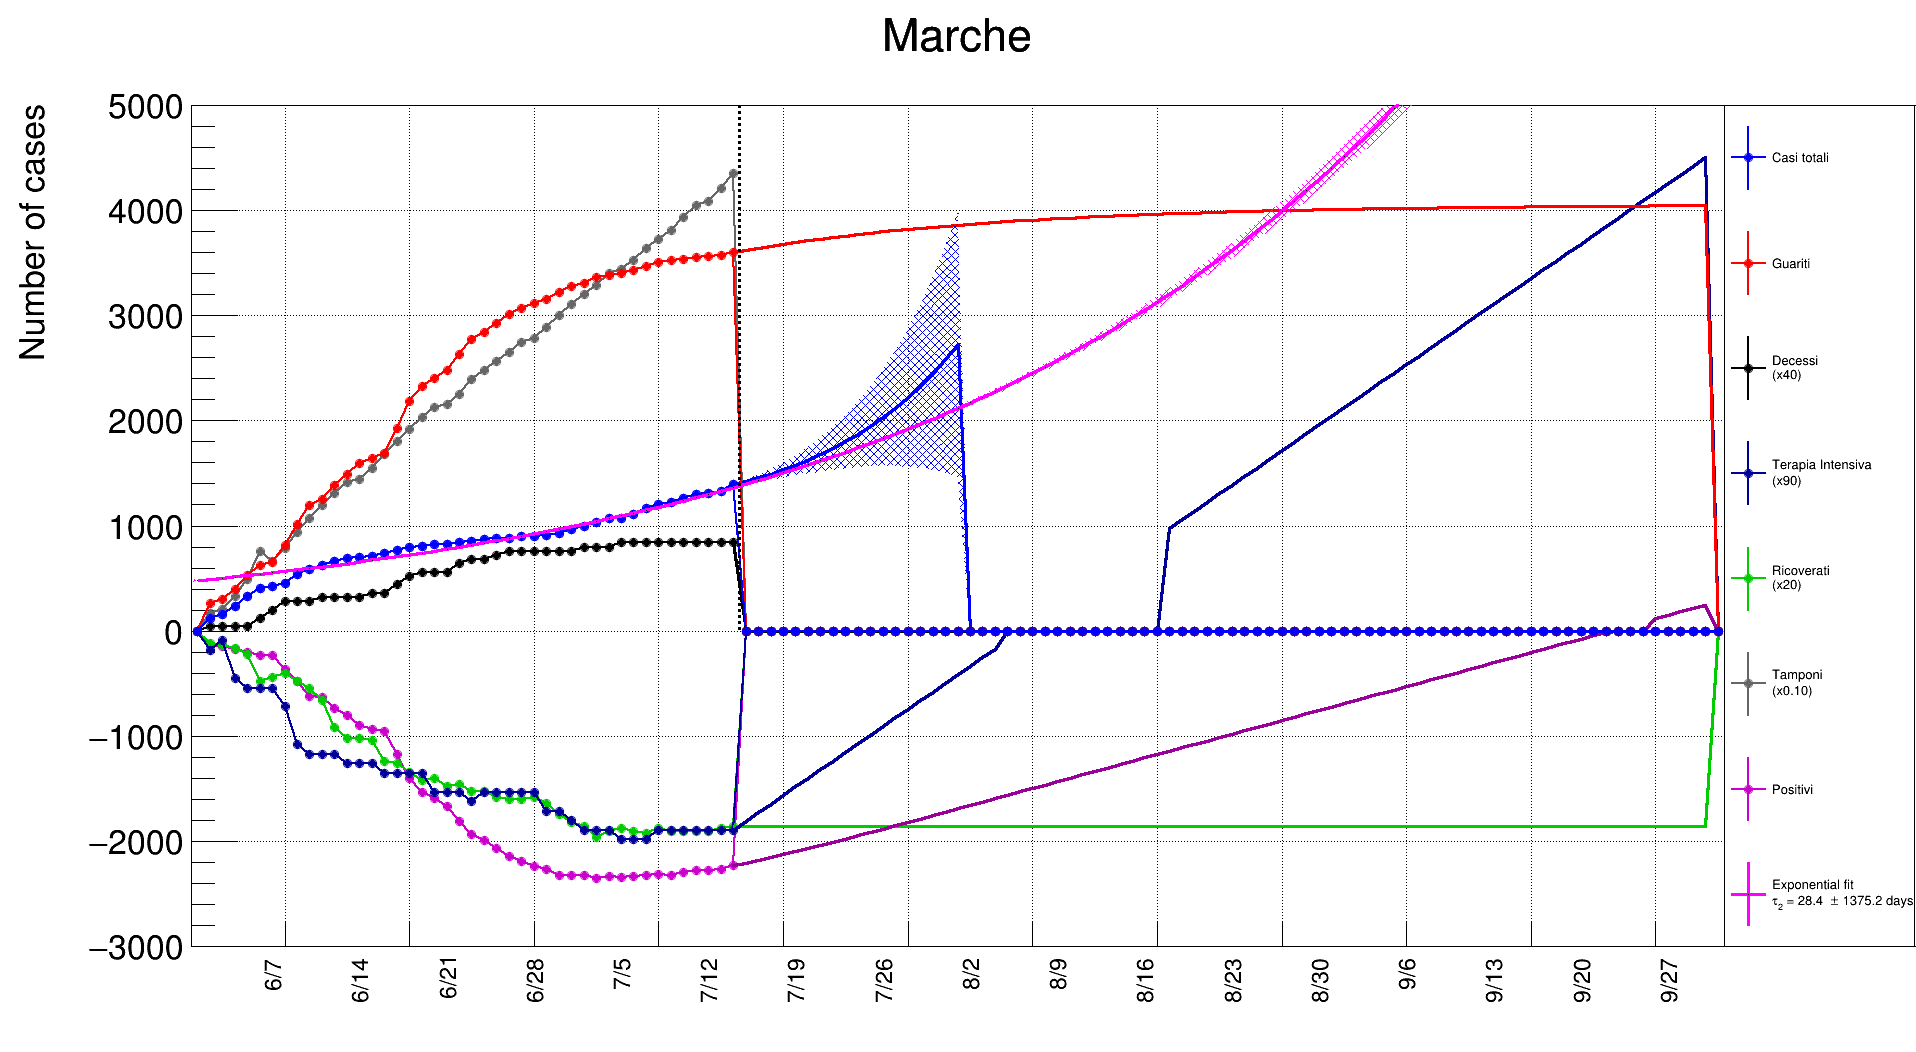 Marche
Number of cases
5000
4000
3000
2000
1000
0
−1000
−2000
−3000
6/7
6/14
6/21
6/28
7/5
7/12
7/19
7/26
8/2
8/9
8/16
8/23
8/30
9/6
9/13
9/20
9/27
Casi totali
Guariti
Decessi
(x40)
Terapia Intensiva
(x90)
Ricoverati
(x20)
Tamponi
(x0.10)
Positivi
Exponential fit
τ2 = 28.4 ± 1375.2 days